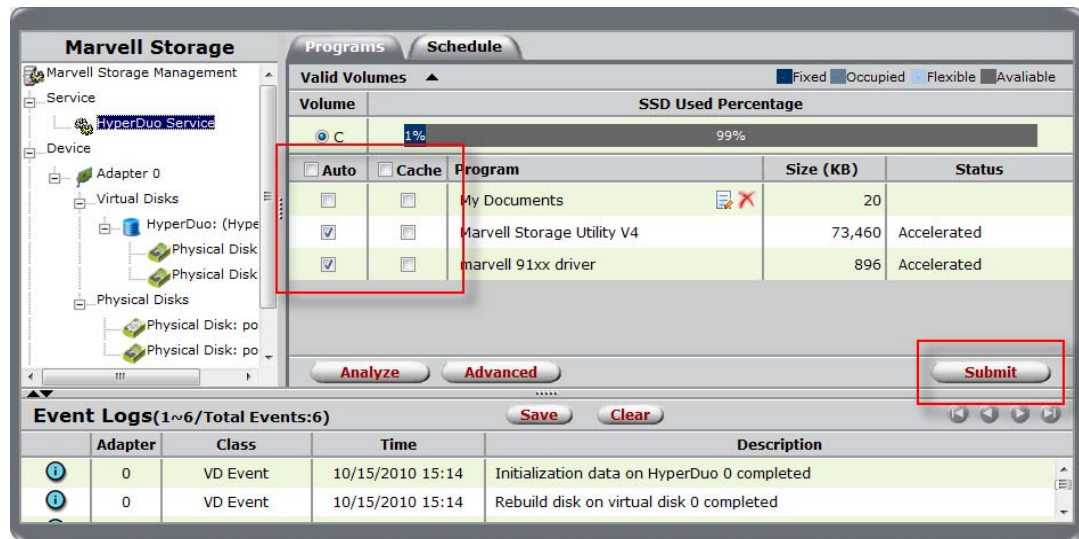 Marvell Storage
Programs Schedule
Marvell Storage Management
Service
HyperDuo Service
Device
Adapter 0
Virtual Disks
HyperDuo: (Hype
Physical Disk
Physical Disk
Physical Disks
Physical Disk: po
Physical Disk: po
Valid Volumes Fixed Occupied Flexible Avaliable
Volume SSD Used Percentage
C 1% 99%
Auto Cache Program Size (KB) Status
My Documents 20
Marvell Storage Utility V4 73,460 Accelerated
marvell 91xx driver 896 Accelerated
Analyze Advanced Submit
Event Logs(1~6/Total Events:6) Save Clear
Adapter Class Time Description
0 VD Event 10/15/2010 15:14 Initialization data on HyperDuo 0 completed
0 VD Event 10/15/2010 15:14 Rebuild disk on virtual disk 0 completed